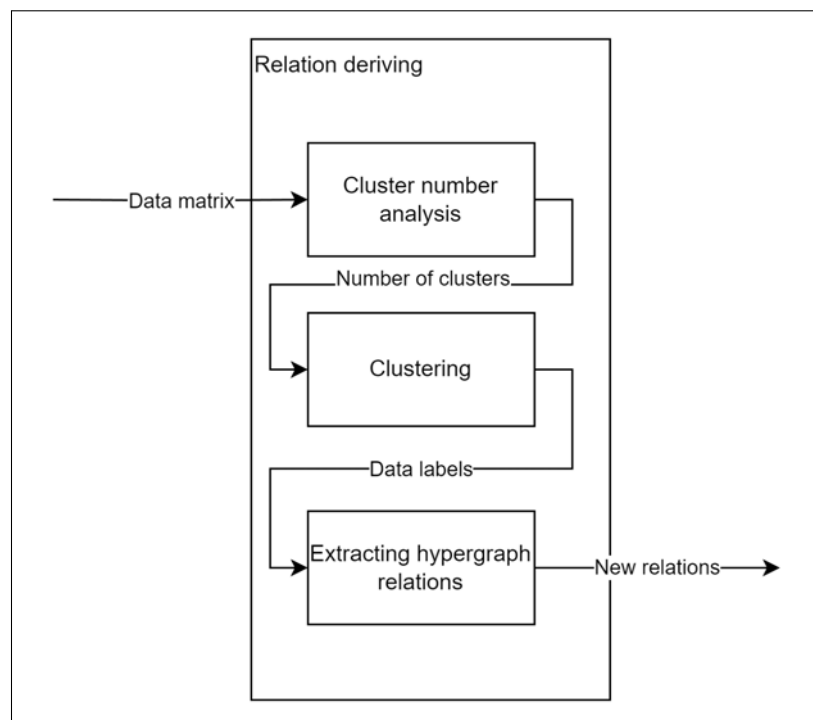 Relation deriving
Cluster number
analysis
Data matrix
Number of clusters
Clustering
Data labels
Extracting hypergraph
relations
New relations